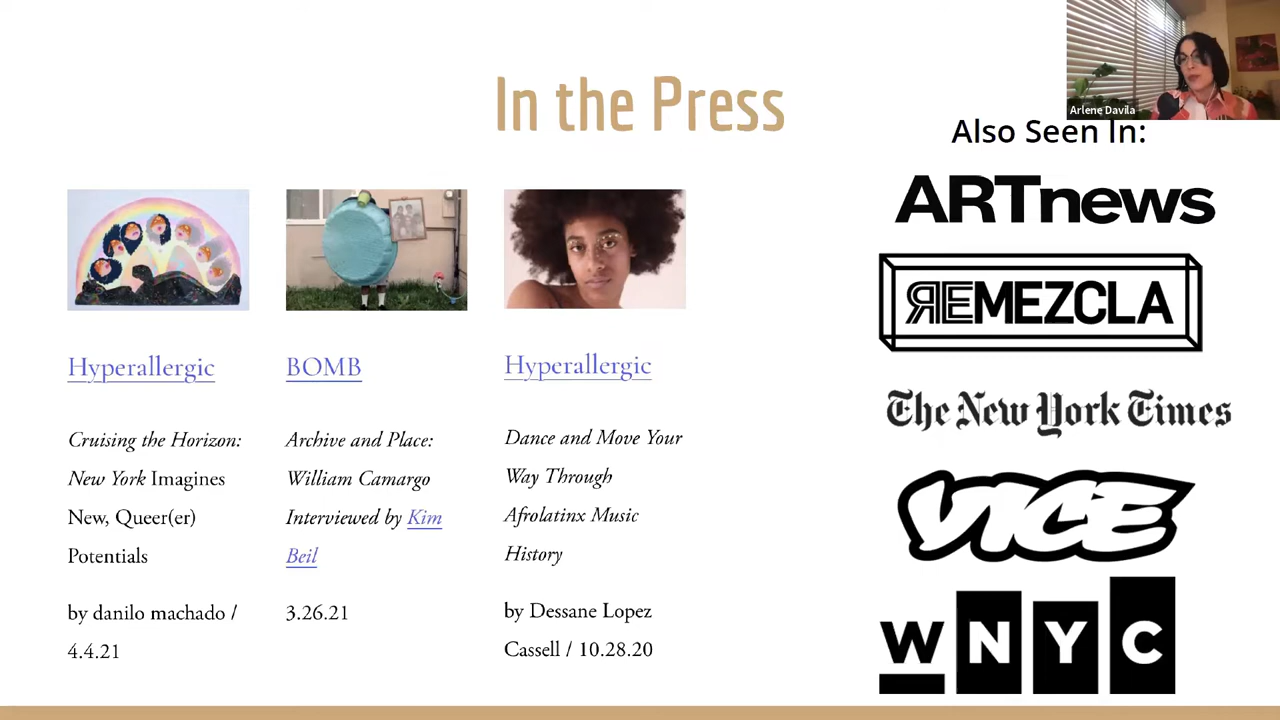 In the Press
Arlene Davila
Also Seen In:
Hyperallergic
Cruising the Horizon:
New York Imagines
New, Queer(er)
Potentials
by danilo machado /
4.4.21
BOMB
Archive and Place:
William Camargo
Interviewed by Kim
Beil
3.26.21
Hyperallergic
Dance and Move Your
Way Through
Afrolatinx Music
History
by Dessane Lopez
Cassell / 10.28.20
ARTnews
REMEZCLA
The New York Times
VICE
WNYC